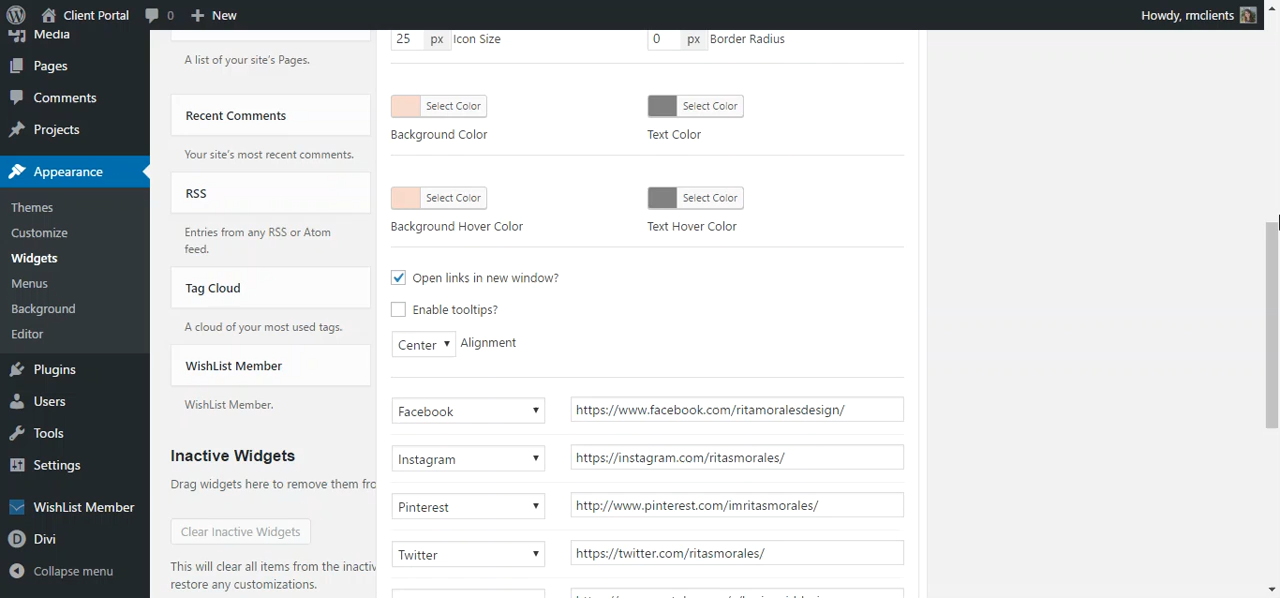 Client Portal 0 New Howdy, rmclients
Media
Pages
Comments
Projects
Appearance
Themes
Customize
Widgets
Menus
Background
Editor
Plugins
Users
Tools
Settings
WishList Member
Divi
Collapse menu
A list of your site's Pages.
Recent Comments
Your site's most recent comments.
RSS
Entries from any RSS or Atom
feed.
Tag Cloud
A cloud of your most used tags.
WishList Member
WishList Member.
Inactive Widgets
Drag widgets here to remove them fro
Clear Inactive Widgets
This will clear all items from the inactiv
restore any customizations.
25 px Icon Size 0 px Border Radius
Select Color Select Color
Background Color Text Color
Select Color Select Color
Background Hover Color Text Hover Color
Open links in new window?
Enable tooltips?
Center Alignment
Facebook https://www.facebook.com/ritamoralesdesign/
Instagram https://instagram.com/ritasmorales/
Pinterest http://www.pinterest.com/imritasmorales/
Twitter https://twitter.com/ritasmorales/